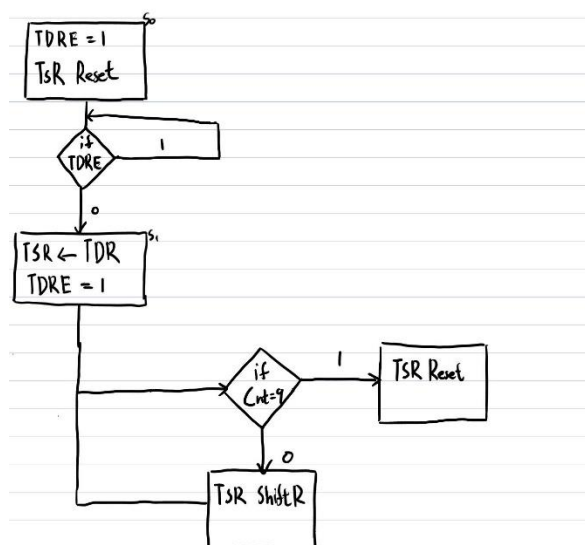 S0
TDRE = 1
TSR Reset
if
TDRE
1
0
S1
TSR ← TDR
TDRE = 1
if
Cnt=9
1
TSR Reset
0
TSR ShiftR